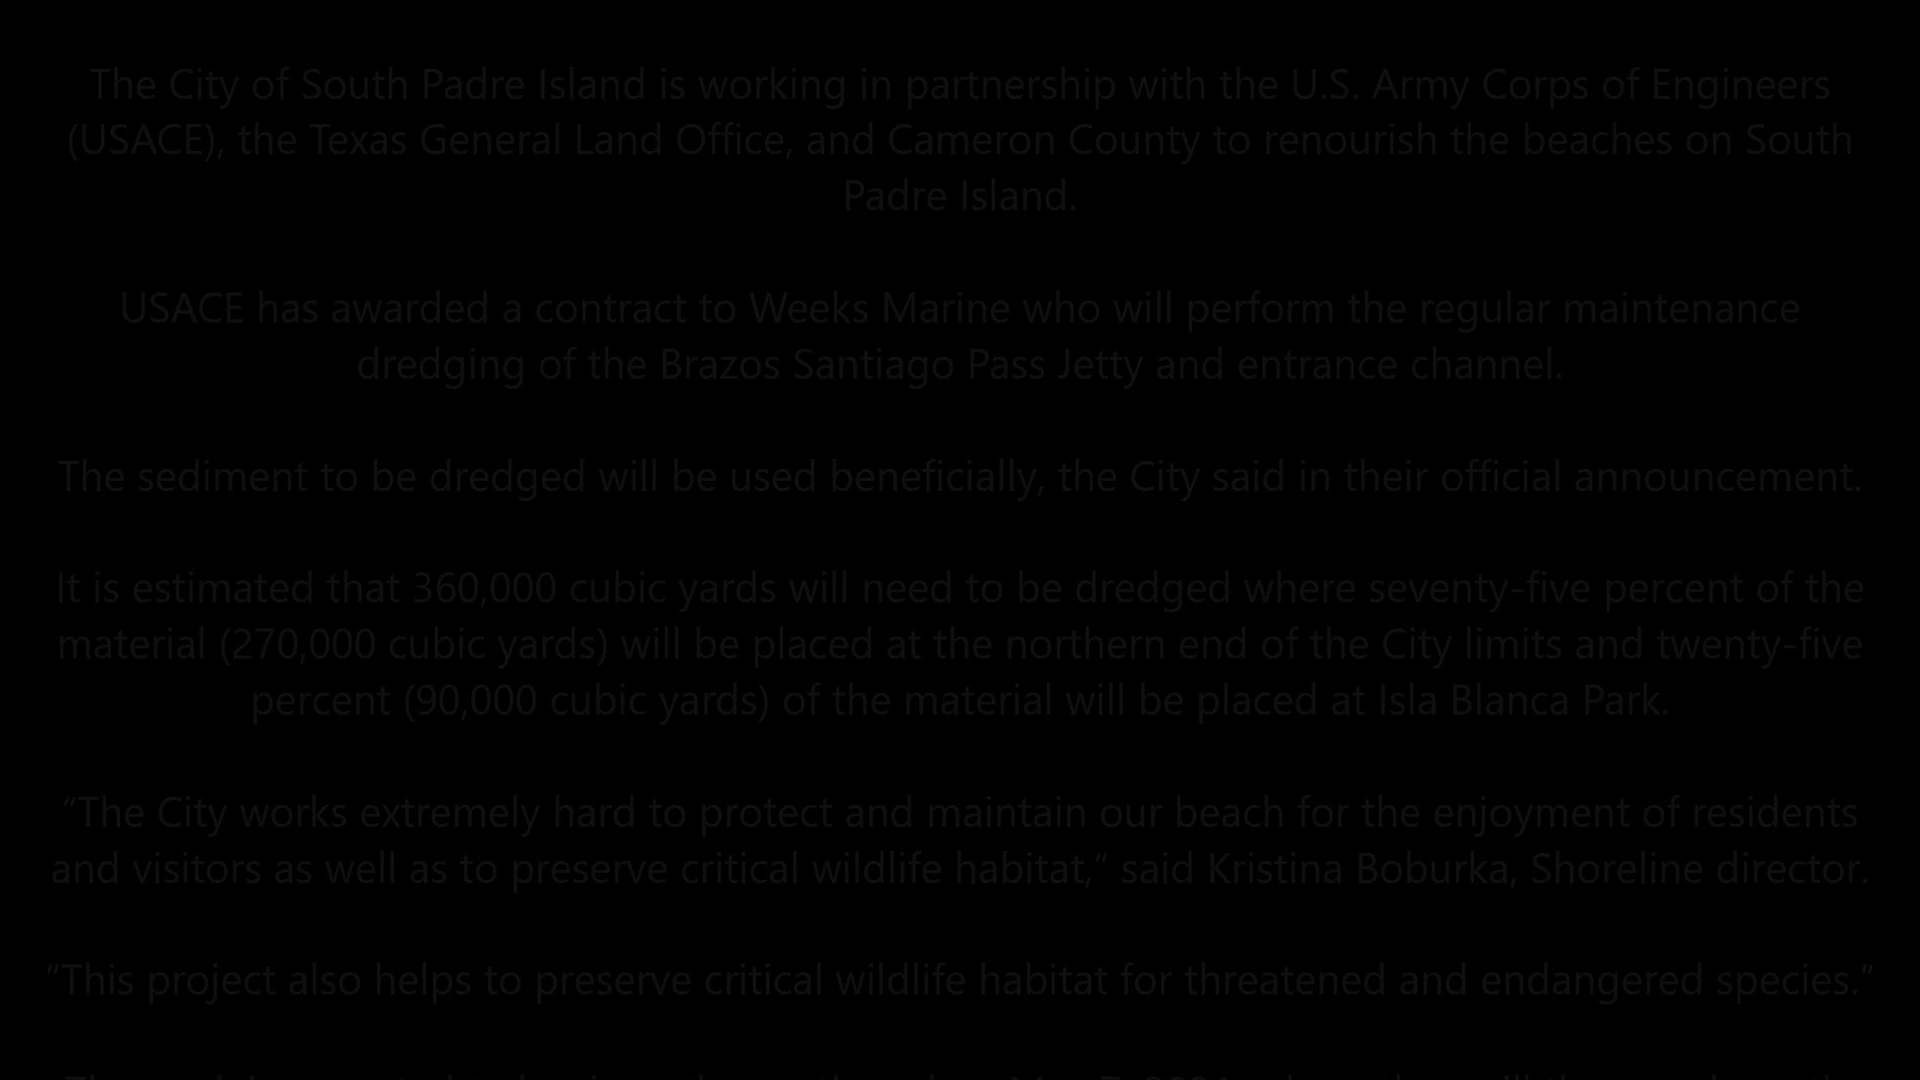 The City of South Padre Island is working in partnership with the U.S. Army Corps of Engineers
(USACE), the Texas General Land Office, and Cameron County to renourish the beaches on South
Padre Island.
USACE has awarded a contract to Weeks Marine who will perform the regular maintenance
dredging of the Brazos Santiago Pass Jetty and entrance channel.
The sediment to be dredged will be used beneficially, the City said in their official announcement.
It is estimated that 360,000 cubic yards will need to be dredged where seventy-five percent of the
material (270,000 cubic yards) will be placed at the northern end of the City limits and twenty-five
percent (90,000 cubic yards) of the material will be placed at Isla Blanca Park.
“The City works extremely hard to protect and maintain our beach for the enjoyment of residents
and visitors as well as to preserve critical wildlife habitat,” said Kristina Boburka, Shoreline director.
“This project also helps to preserve critical wildlife habitat for threatened and endangered species.”